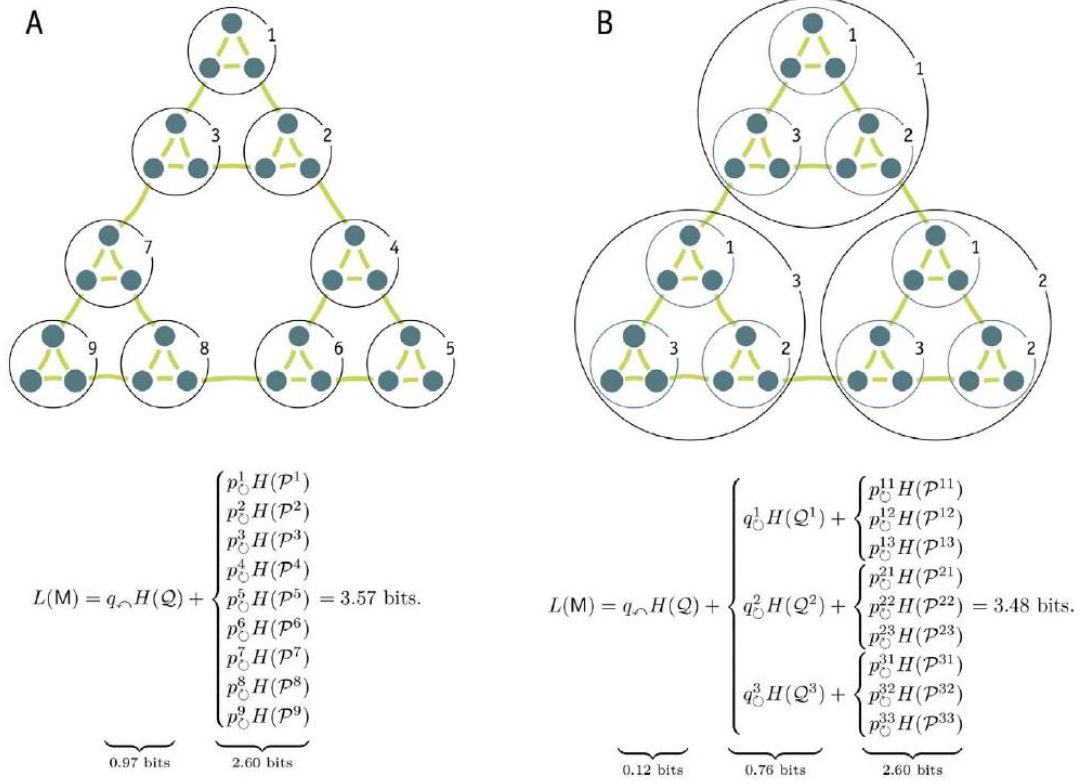 A
1
3
2
7
4
9
8
6
5
L(M) = q↷H(Q) + { p¹↻H(P¹)
p²↻H(P²)
p³↻H(P³)
p⁴↻H(P⁴)
p⁵↻H(P⁵) = 3.57 bits.
p⁶↻H(P⁶)
p⁷↻H(P⁷)
p⁸↻H(P⁸)
p⁹↻H(P⁹)
0.97 bits 2.60 bits
B
1
1
3
2
1
3
1
2
3
2
3
2
L(M) = q↷H(Q) + { q¹↻H(Q¹) + { p¹¹↻H(P¹¹)
p¹²↻H(P¹²)
p¹³↻H(P¹³)
q²↻H(Q²) + { p²¹↻H(P²¹)
p²²↻H(P²²) = 3.48 bits.
p²³↻H(P²³)
q³↻H(Q³) + { p³¹↻H(P³¹)
p³²↻H(P³²)
p³³↻H(P³³)
0.12 bits 0.76 bits 2.60 bits